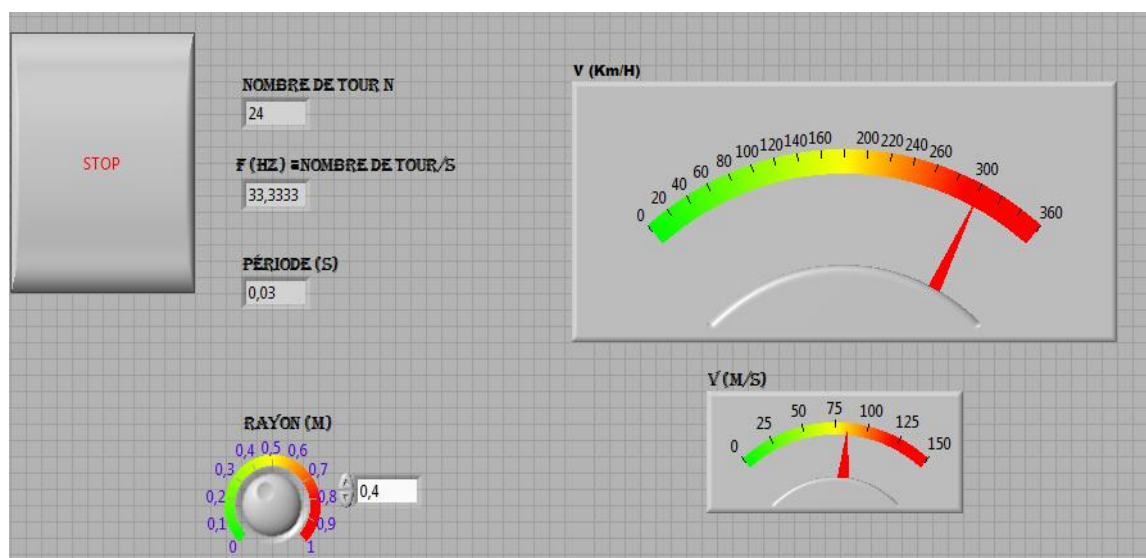 STOP
NOMBRE DE TOUR N
24
F (HZ) =NOMBRE DE TOUR/S
33,3333
PÉRIODE (S)
0,03
RAYON (M)
0 0,1 0,2 0,3 0,4 0,5 0,6 0,7 0,8 0,9 1
0,4
V (Km/H)
0 20 40 60 80 100 120 140 160 200 220 240 260 300 360
V (M/S)
0 25 50 75 100 125 150